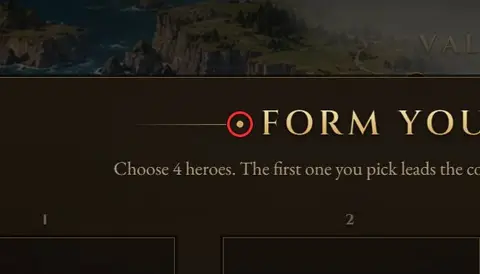 VAL
FORM YOU
Choose 4 heroes. The first one you pick leads the co
1 2